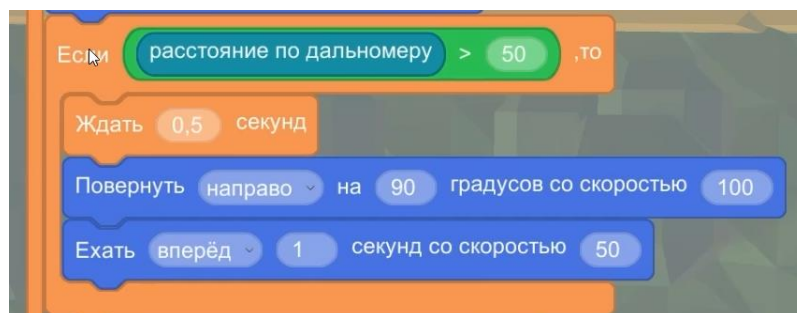 Если расстояние по дальномеру > 50 ,то
Ждать 0,5 секунд
Повернуть направо на 90 градусов со скоростью 100
Ехать вперёд 1 секунд со скоростью 50